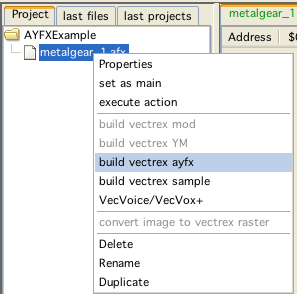 Project last files last projects metalgear_1
AYFXExample Address
metalgear_1.afx
Properties
set as main
execute action
build vectrex mod
build vectrex YM
build vectrex ayfx
build vectrex sample
VecVoice/VecVox+
convert image to vectrex raster
Delete
Rename
Duplicate